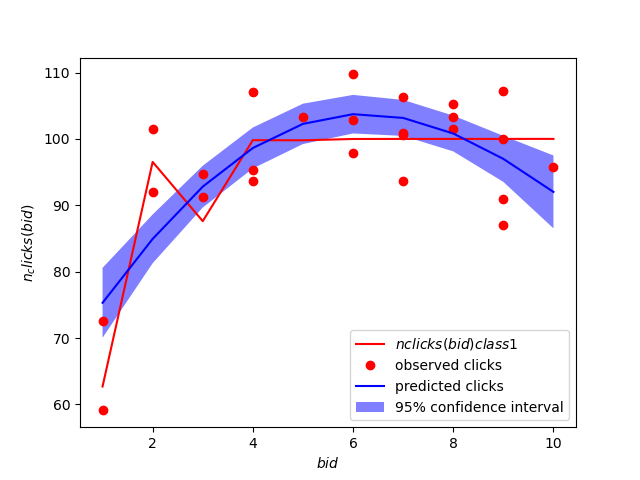 110
100
90
80
70
60
n_clicks(bid)
2
4
6
8
10
bid
nclicks(bid)class1
observed clicks
predicted clicks
95% confidence interval